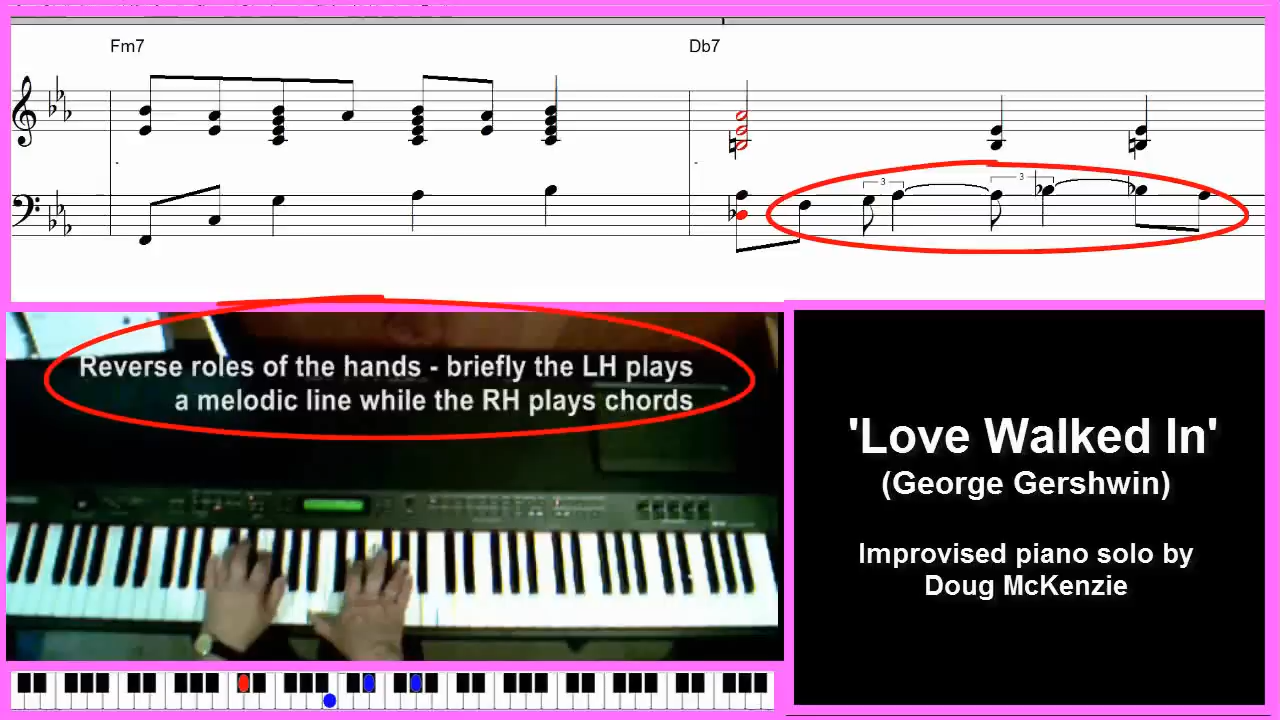 Fm7 Db7
3 3
Reverse roles of the hands - briefly the LH plays
a melodic line while the RH plays chords
'Love Walked In'
(George Gershwin)
Improvised piano solo by
Doug McKenzie